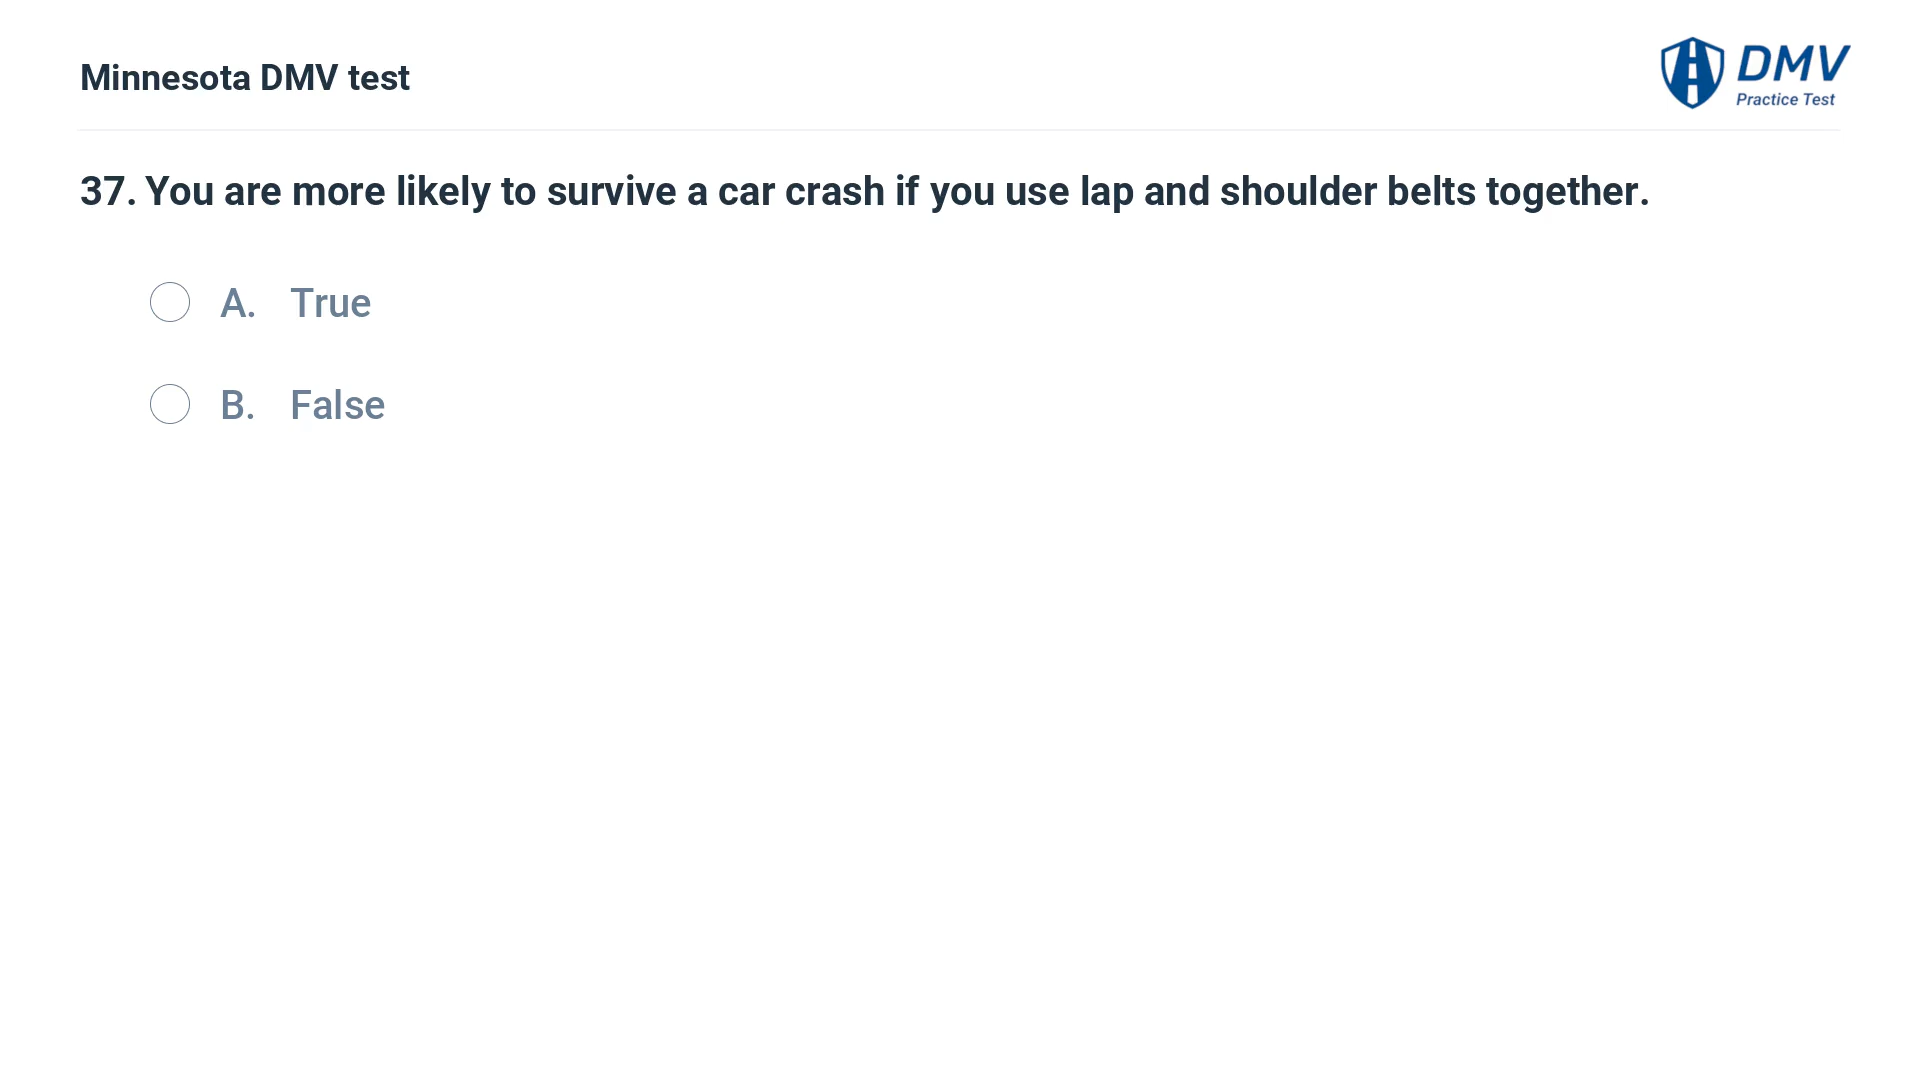 Minnesota DMV test
DMV
Practice Test
37. You are more likely to survive a car crash if you use lap and shoulder belts together.
A. True
B. False